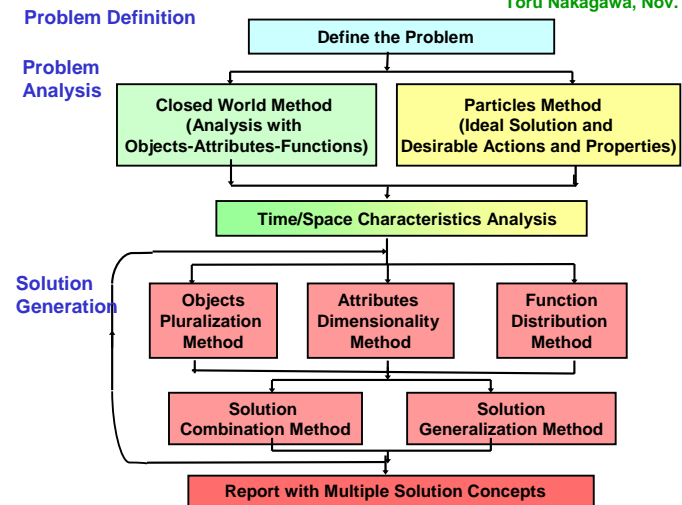 Toru Nakagawa, Nov.
Problem Definition
Define the Problem
Problem
Analysis
Closed World Method
(Analysis with
Objects-Attributes-Functions)
Particles Method
(Ideal Solution and
Desirable Actions and Properties)
Time/Space Characteristics Analysis
Solution
Generation
Objects
Pluralization
Method
Attributes
Dimensionality
Method
Function
Distribution
Method
Solution
Combination Method
Solution
Generalization Method
Report with Multiple Solution Concepts